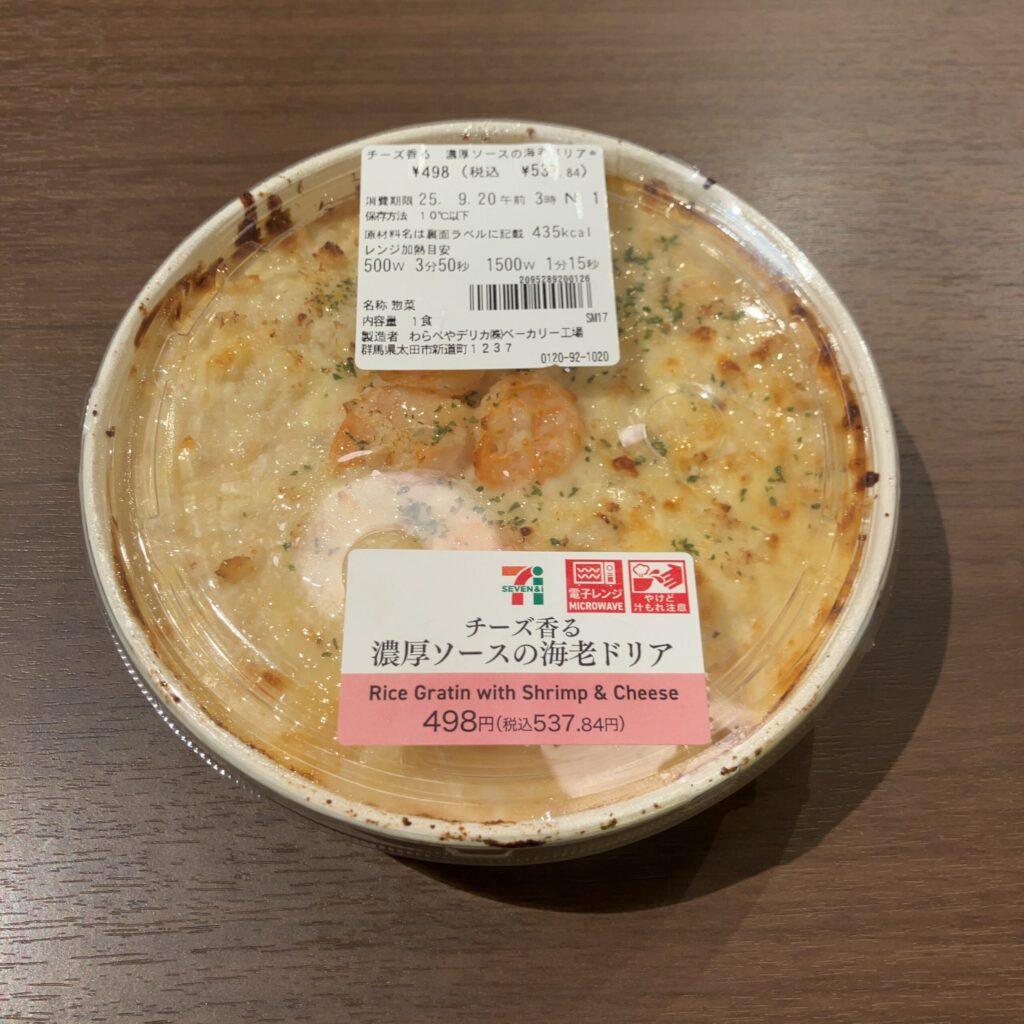 チーズ香る 濃厚ソースの海老ドリア*
¥498 (税込 ¥537.84)
消費期限 25. 9.20午前 3時 N 1
保存方法 10℃以下
原材料名は裏面ラベルに記載 435kcal
レンジ加熱目安
500W 3分50秒 1500W 1分15秒
2095289200126
名称 惣菜
SM17
内容量 1食
製造者 わらべやデリカ㈱ベーカリー工場
群馬県太田市新道町1237
0120-92-1020
7i
SEVEN&i
電子レンジ
MICROWAVE
やけど
汁もれ注意
チーズ香る
濃厚ソースの海老ドリア
Rice Gratin with Shrimp & Cheese
498円(税込537.84円)